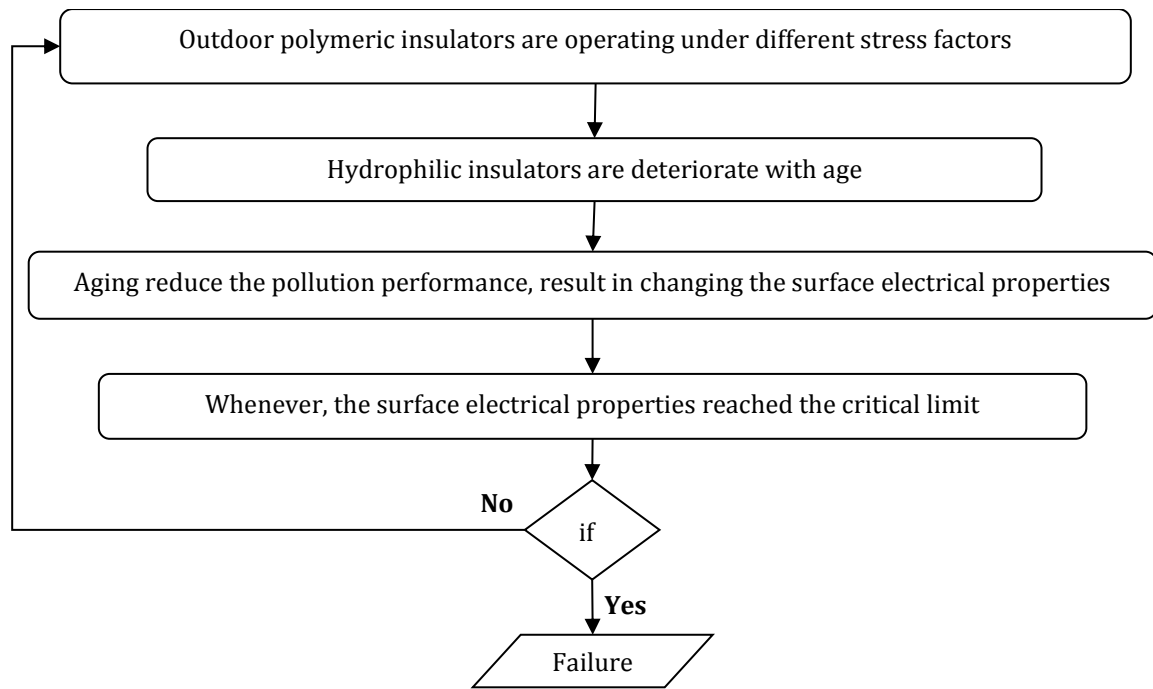 Outdoor polymeric insulators are operating under different stress factors
Hydrophilic insulators are deteriorate with age
Aging reduce the pollution performance, result in changing the surface electrical properties
Whenever, the surface electrical properties reached the critical limit
No
if
Yes
Failure